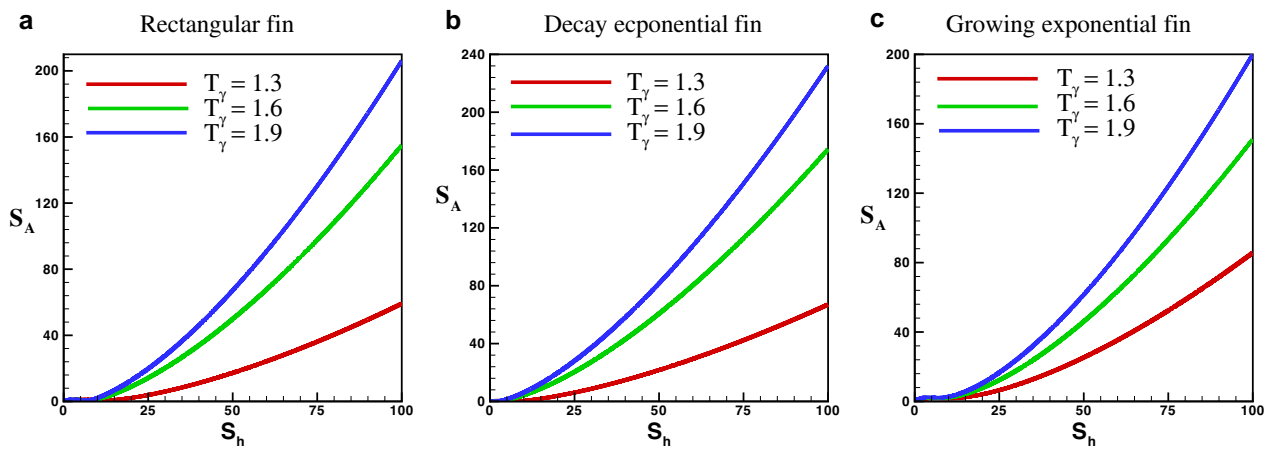 a Rectangular fin
T_γ = 1.3
T_γ = 1.6
T_γ = 1.9
200
160
120
80
40
0
S_A
0 25 50 75 100
S_h
b Decay ecponential fin
T_γ = 1.3
T_γ = 1.6
T_γ = 1.9
240
200
160
120
80
40
0
S_A
0 25 50 75 100
S_h
c Growing exponential fin
T_γ = 1.3
T_γ = 1.6
T_γ = 1.9
200
160
120
80
40
0
S_A
0 25 50 75 100
S_h